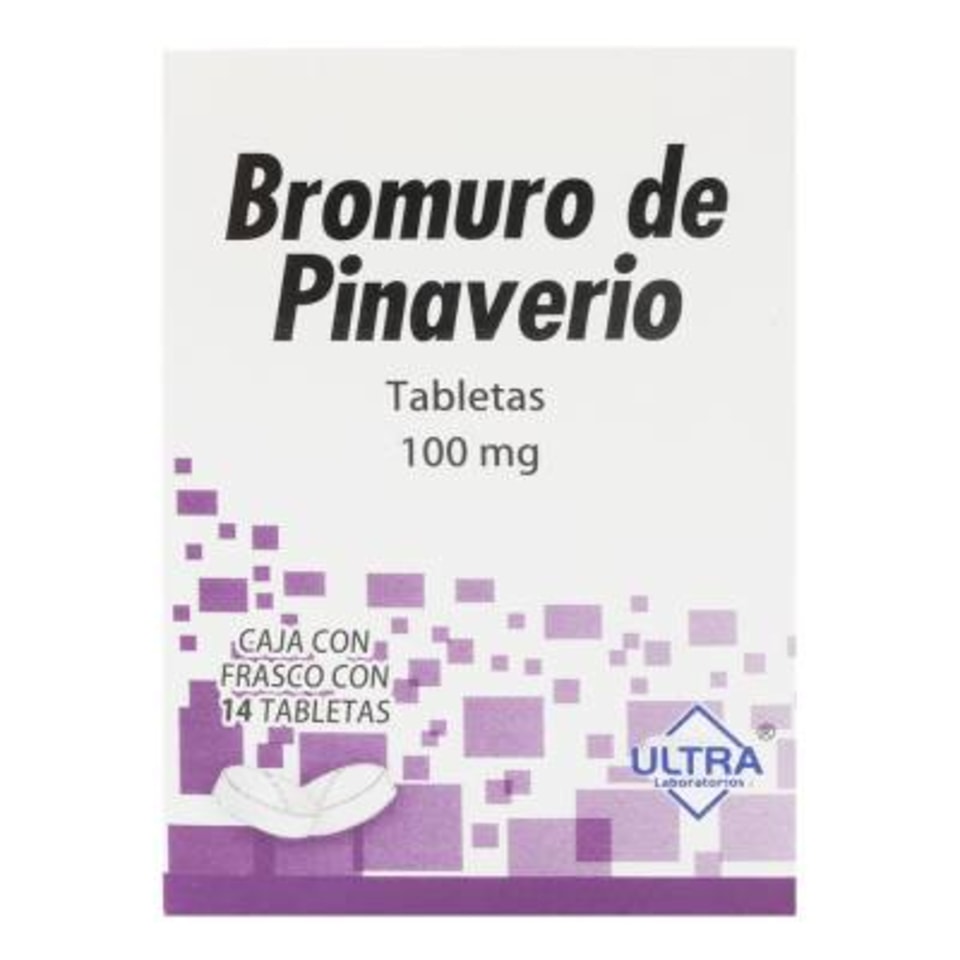 Bromuro de
Pinaverio
Tabletas
100 mg
CAJA CON
FRASCO CON
14 TABLETAS
ULTRA
®
Laboratorios